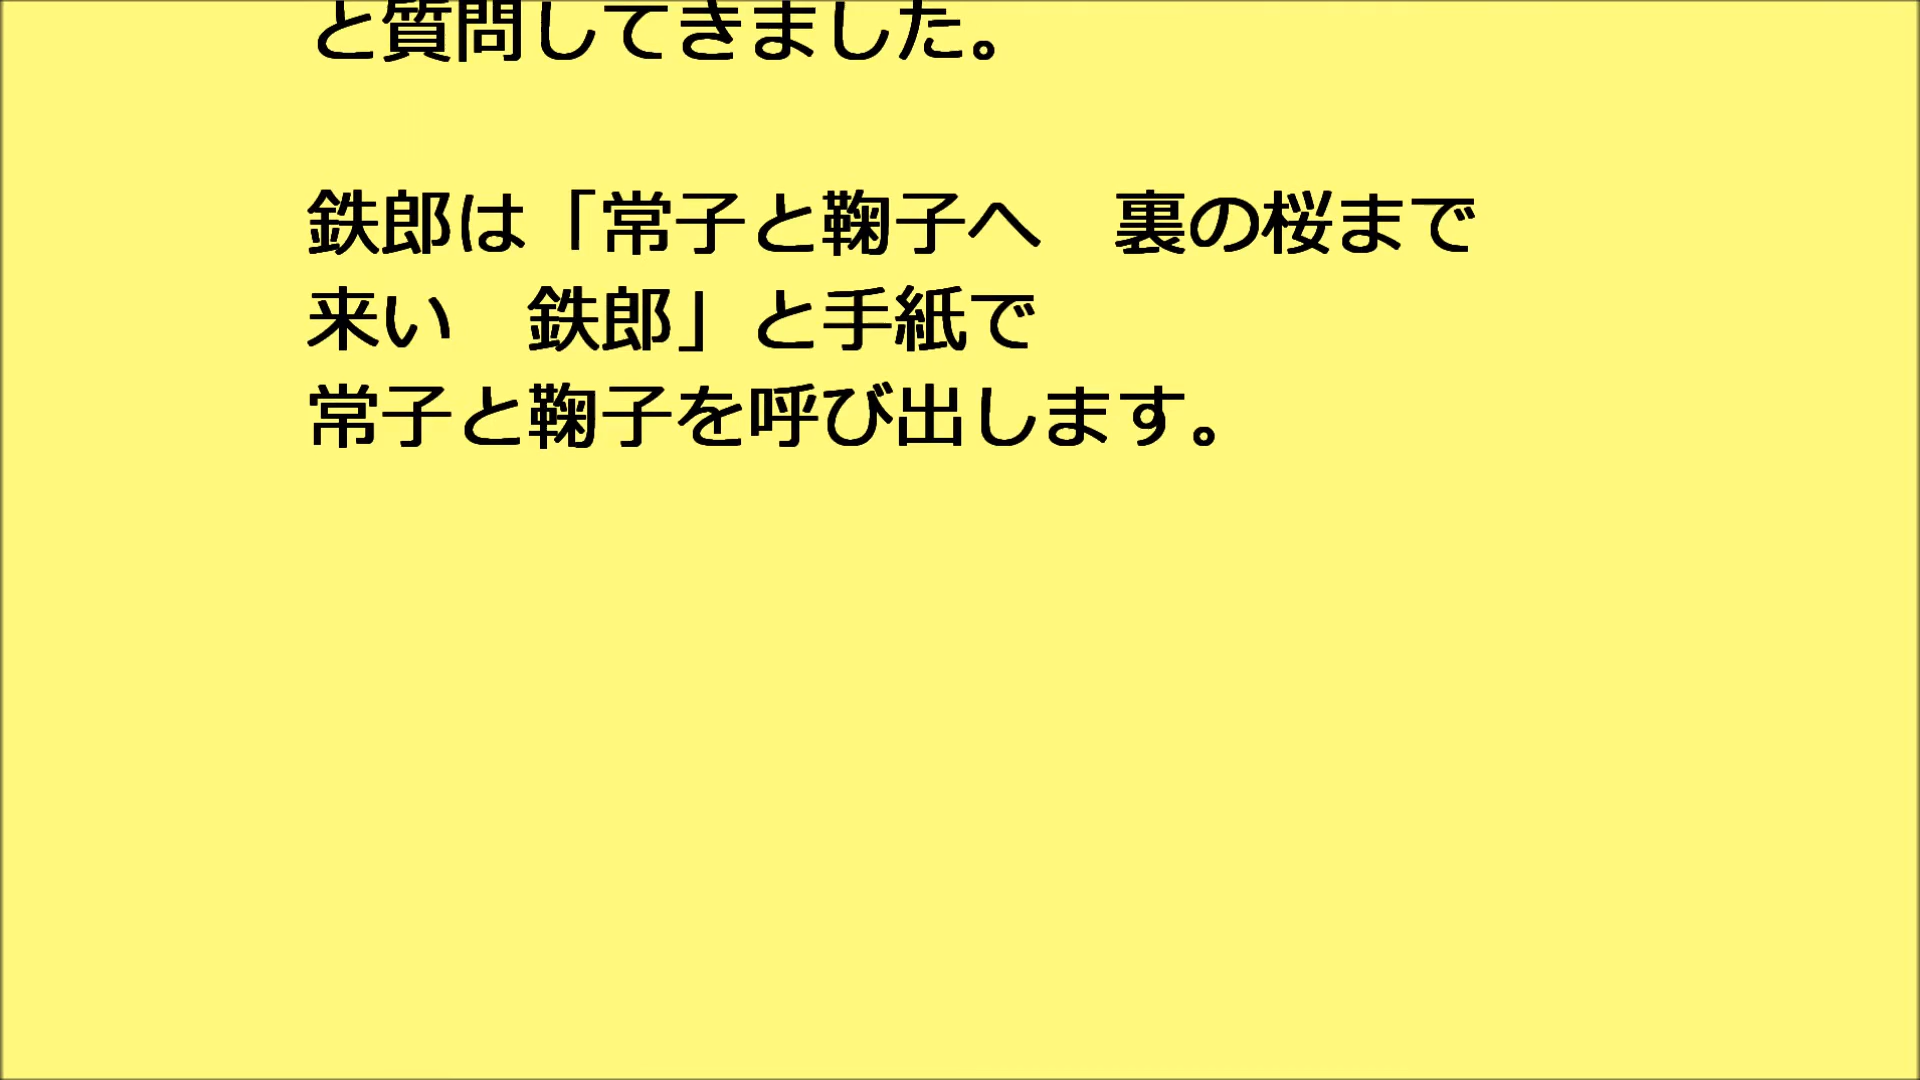 と質問してきました。
鉄郎は「常子と鞠子へ　裏の桜まで
来い　鉄郎」と手紙で
常子と鞠子を呼び出します。